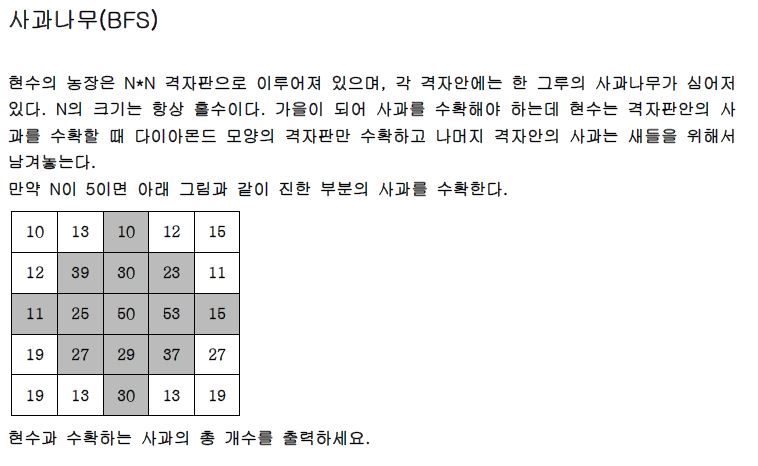 사과나무(BFS)
현수의 농장은 N*N 격자판으로 이루어져 있으며, 각 격자안에는 한 그루의 사과나무가 심어져
있다. N의 크기는 항상 홀수이다. 가을이 되어 사과를 수확해야 하는데 현수는 격자판안의 사
과를 수확할 때 다이아몬드 모양의 격자판만 수확하고 나머지 격자안의 사과는 새들을 위해서
남겨놓는다.
만약 N이 5이면 아래 그림과 같이 진한 부분의 사과를 수확한다.
10 13 10 12 15
12 39 30 23 11
11 25 50 53 15
19 27 29 37 27
19 13 30 13 19
현수과 수확하는 사과의 총 개수를 출력하세요.